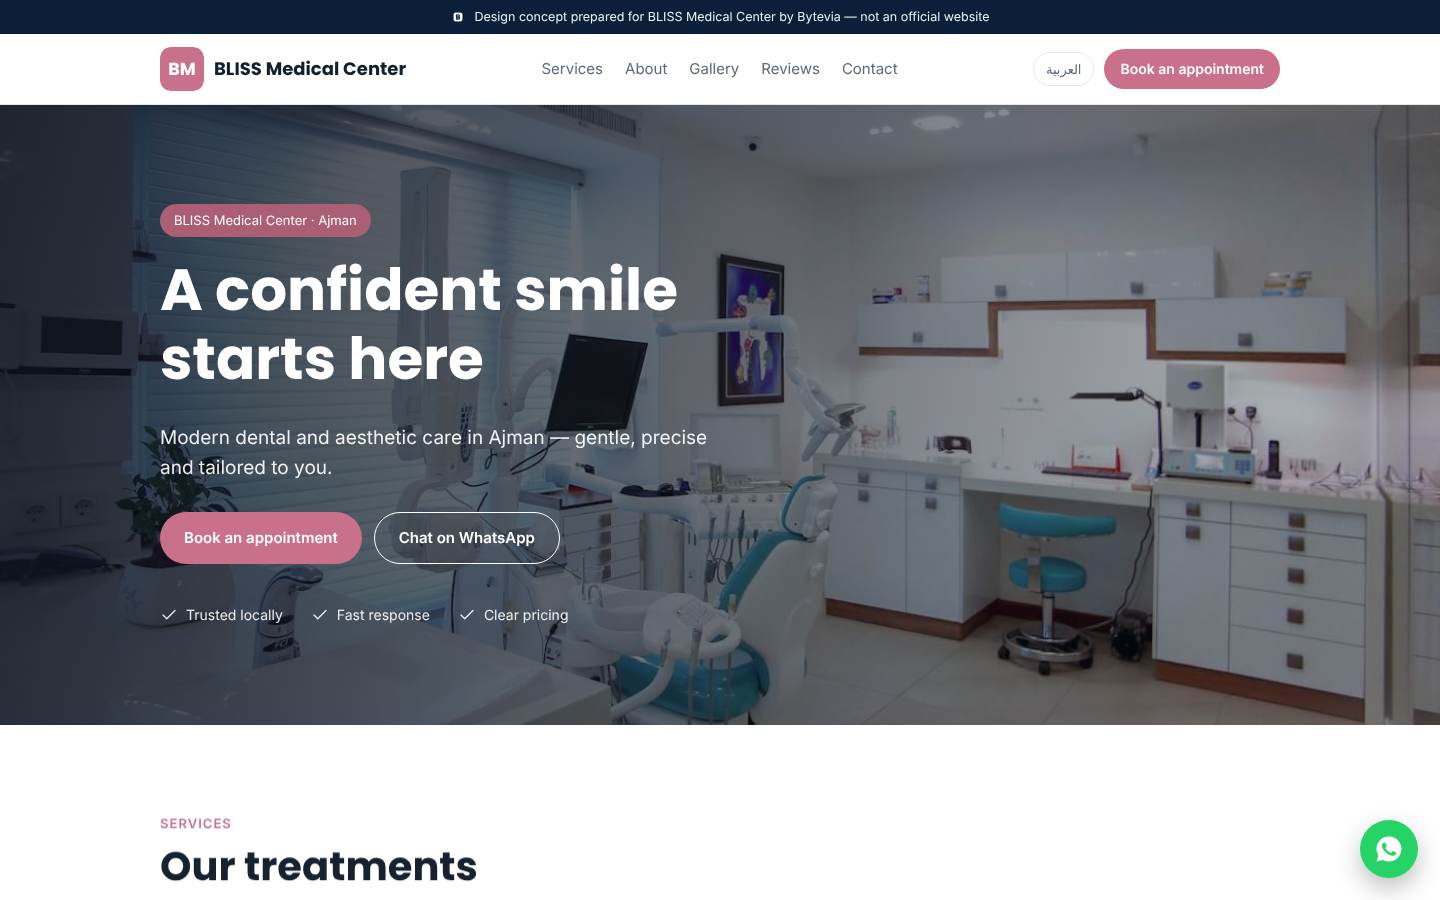 Design concept prepared for BLISS Medical Center by Bytevia — not an official website
BM
BLISS Medical Center
Services
About
Gallery
Reviews
Contact
العربية
Book an appointment
BLISS Medical Center · Ajman
A confident smile
starts here
Modern dental and aesthetic care in Ajman — gentle, precise
and tailored to you.
Book an appointment
Chat on WhatsApp
Trusted locally
Fast response
Clear pricing
SERVICES
Our treatments